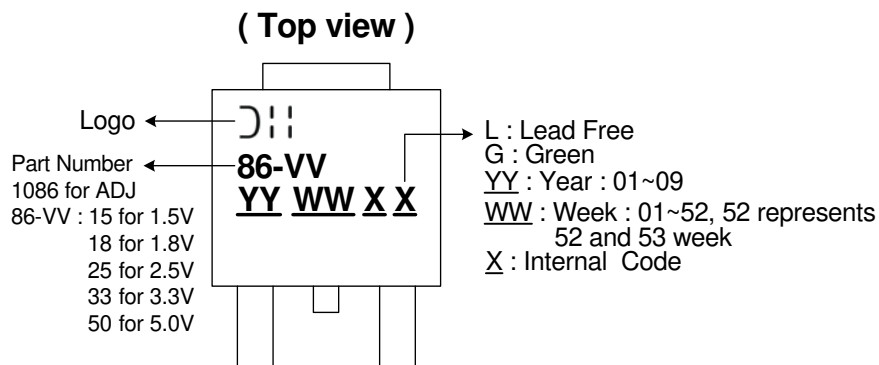 ( Top view )
Logo
86-VV
YY WW X X
Part Number
1086 for ADJ
86-VV : 15 for 1.5V
18 for 1.8V
25 for 2.5V
33 for 3.3V
50 for 5.0V
L : Lead Free
G : Green
YY : Year : 01~09
WW : Week : 01~52, 52 represents
52 and 53 week
X : Internal Code